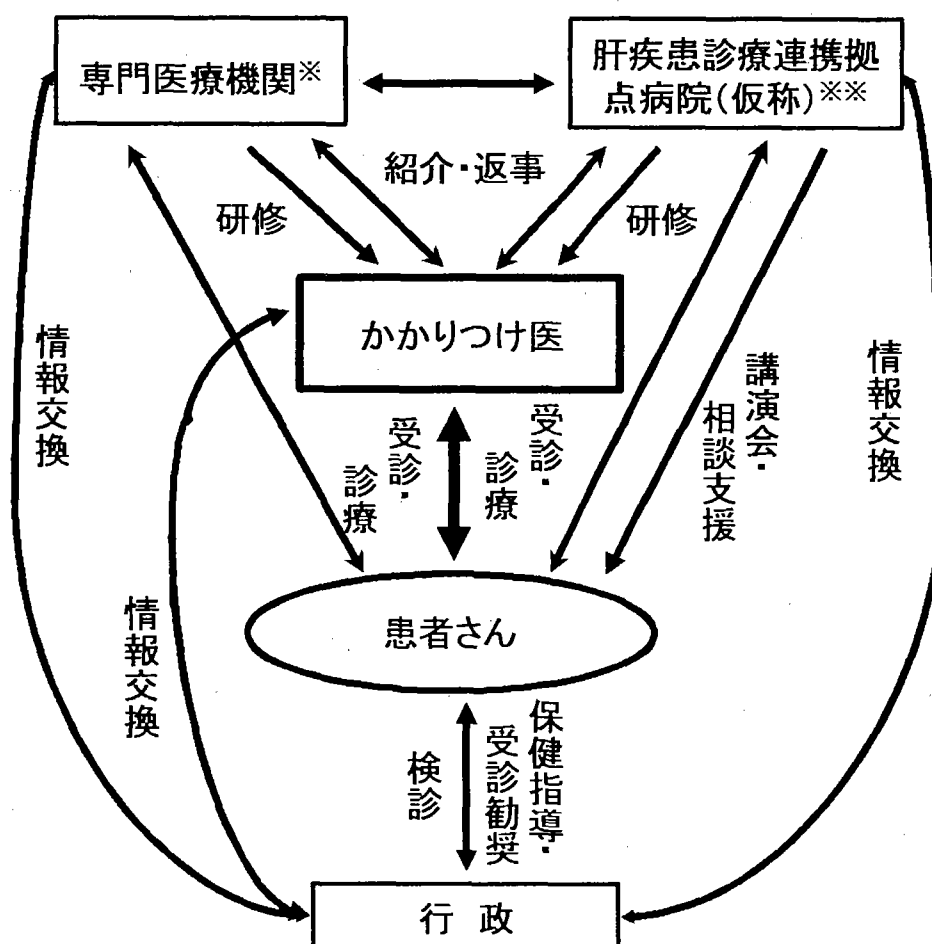 専門医療機関※
肝疾患診療連携拠
点病院(仮称)※※
紹介・返事
研修
研修
かかりつけ医
情報交換
受診・
診療
受診・
診療
講演会・
相談支援
情報交換
情報交換
患者さん
検診
保健指導・
受診勧奨
行 政